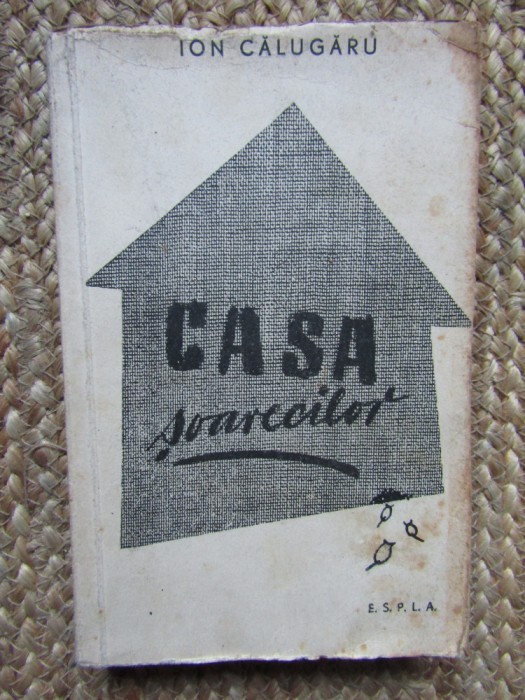 ION CĂLUGĂRU
CASA
șoarecilor
E. S. P. L. A.